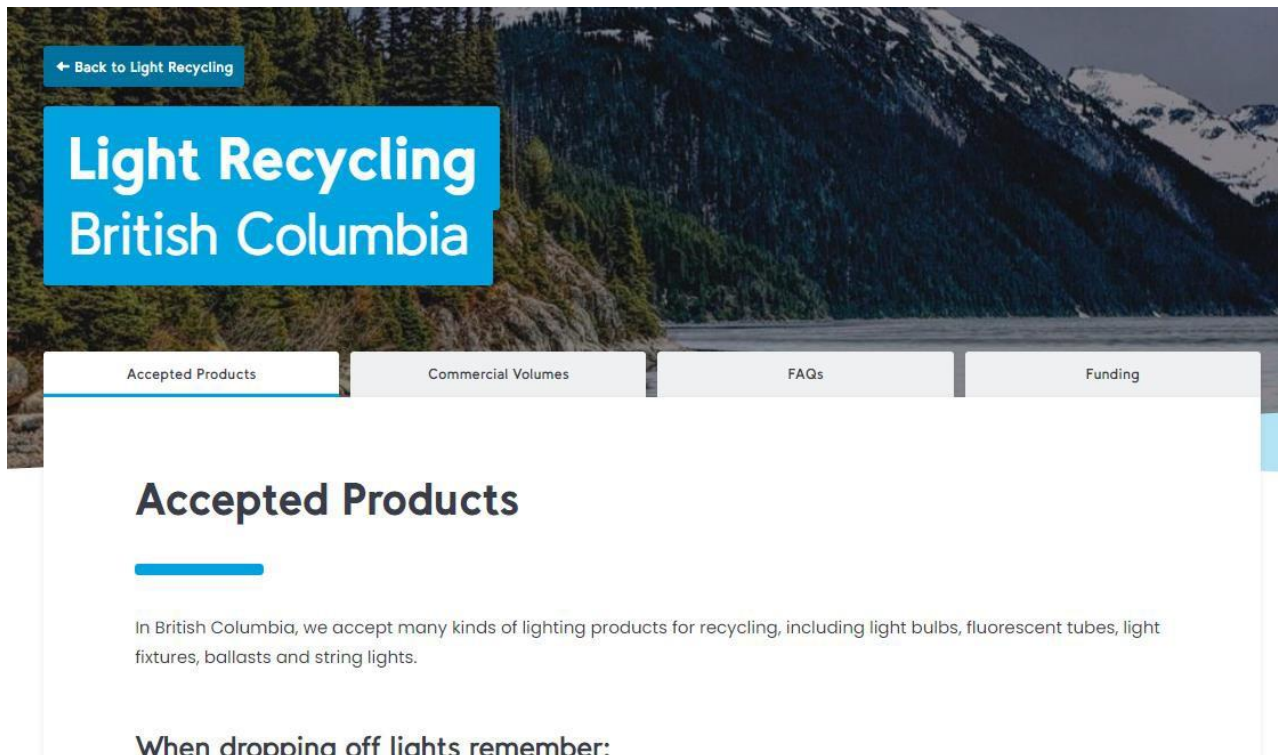 ← Back to Light Recycling
Light Recycling
British Columbia
Accepted Products
Commercial Volumes
FAQs
Funding
Accepted Products
In British Columbia, we accept many kinds of lighting products for recycling, including light bulbs, fluorescent tubes, light
fixtures, ballasts and string lights.
When dropping off lights remember: